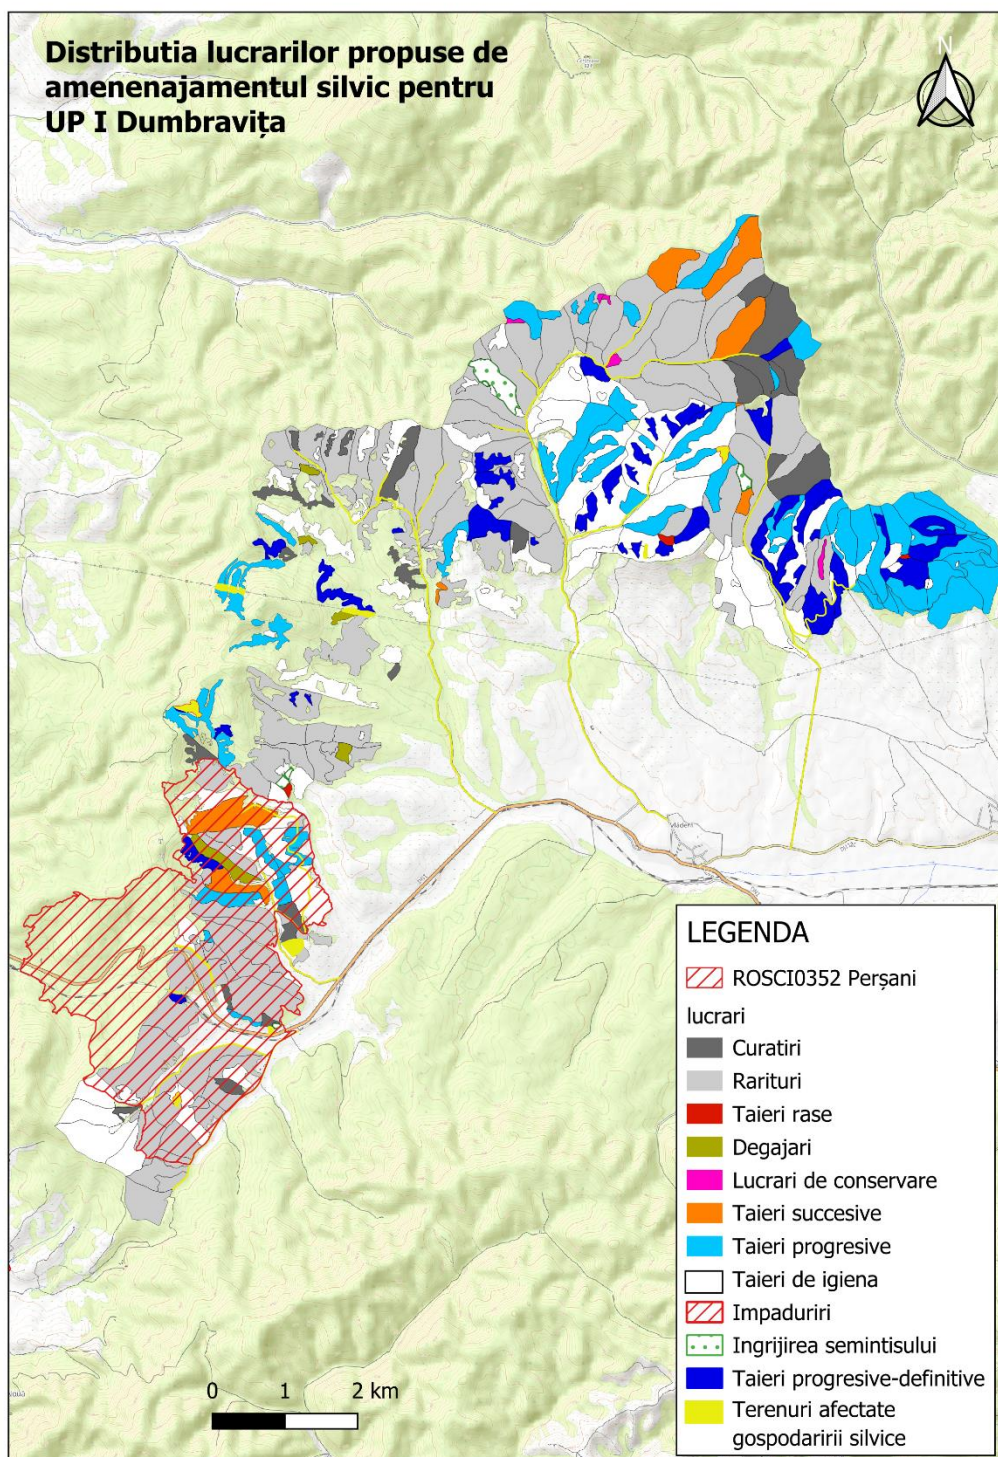 Distributia lucrarilor propuse de
amenenajamentul silvic pentru
UP I Dumbravița
N
Vlădeni
LEGENDA
ROSCI0352 Perșani
lucrari
Curatiri
Rarituri
Taieri rase
Degajari
Lucrari de conservare
Taieri succesive
Taieri progresive
Taieri de igiena
Impaduriri
Ingrijirea semintisului
Taieri progresive-definitive
Terenuri afectate
gospodaririi silvice
0 1 2 km